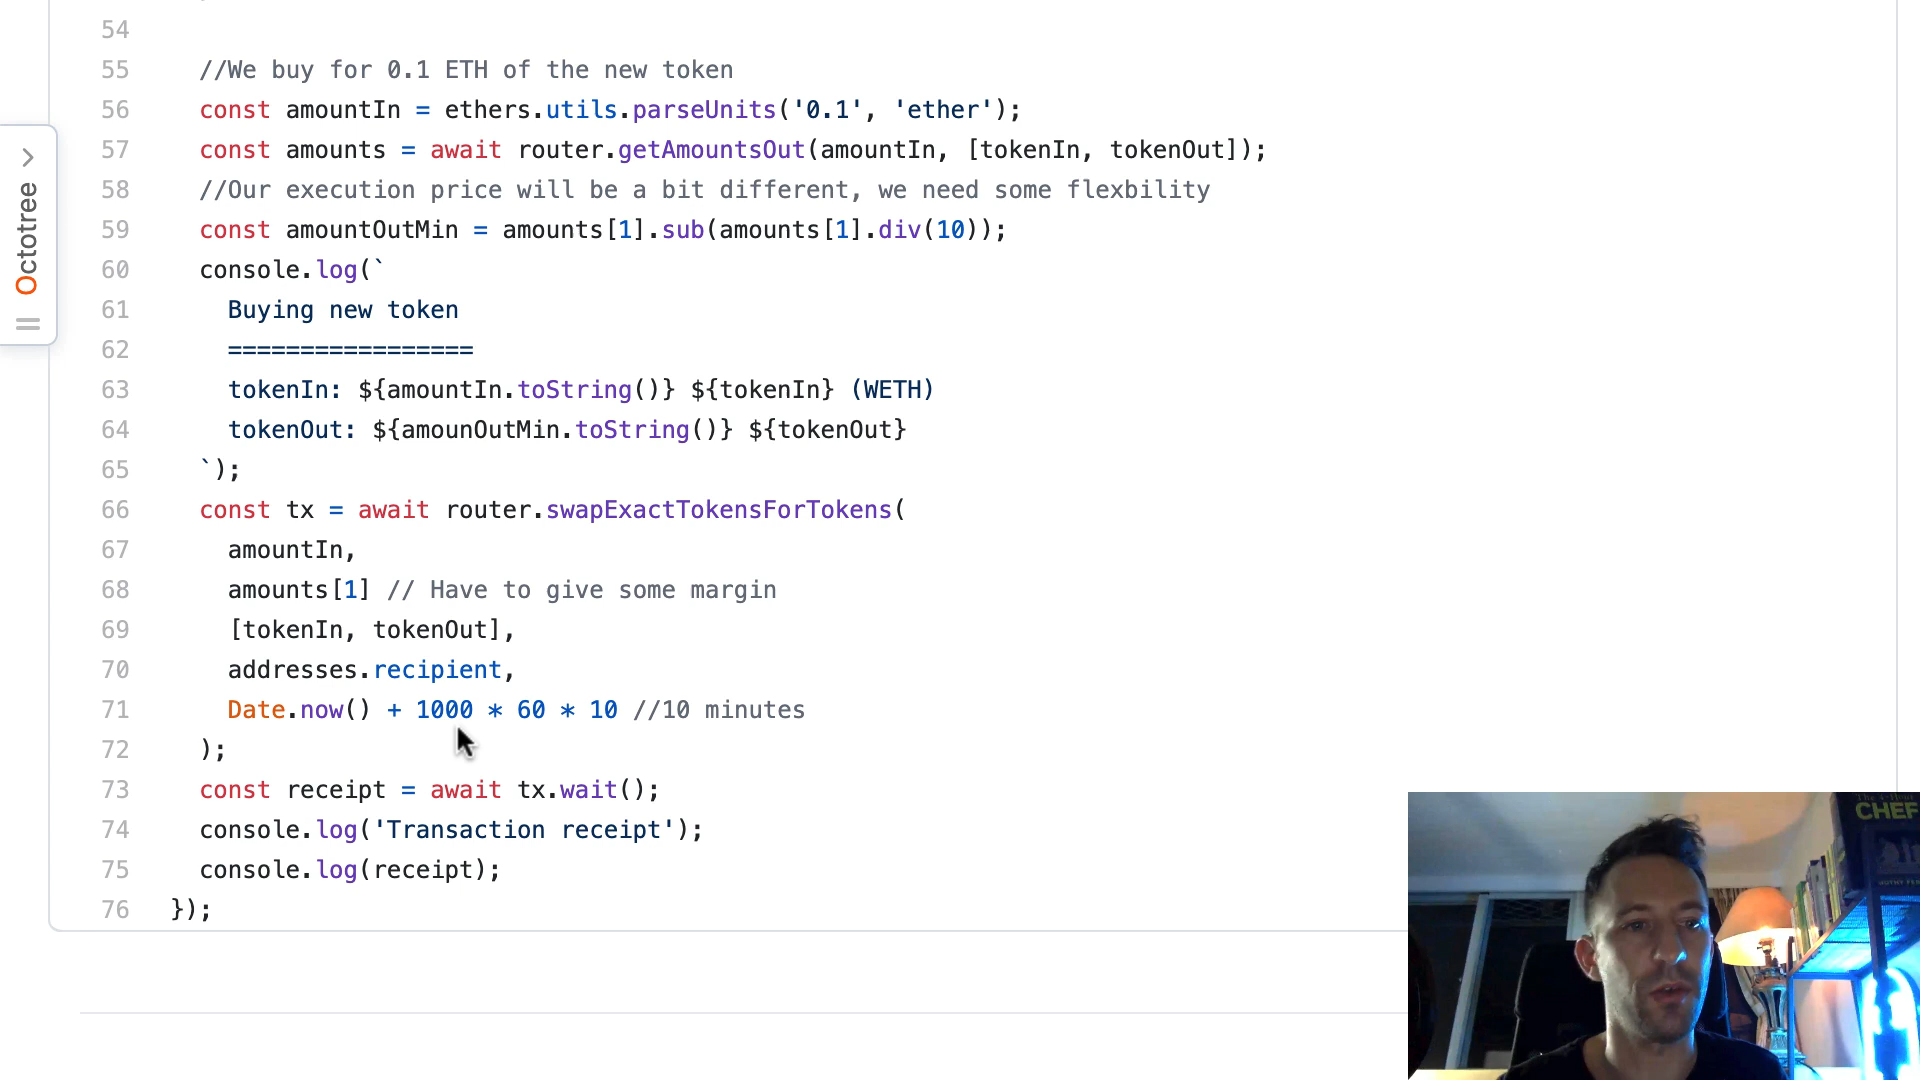 54
55 //We buy for 0.1 ETH of the new token
56 const amountIn = ethers.utils.parseUnits('0.1', 'ether');
57 const amounts = await router.getAmountsOut(amountIn, [tokenIn, tokenOut]);
58 //Our execution price will be a bit different, we need some flexbility
59 const amountOutMin = amounts[1].sub(amounts[1].div(10));
60 console.log(`
61 Buying new token
62 =================
63 tokenIn: ${amountIn.toString()} ${tokenIn} (WETH)
64 tokenOut: ${amounOutMin.toString()} ${tokenOut}
65 `);
66 const tx = await router.swapExactTokensForTokens(
67 amountIn,
68 amounts[1] // Have to give some margin
69 [tokenIn, tokenOut],
70 addresses.recipient,
71 Date.now() + 1000 * 60 * 10 //10 minutes
72 );
73 const receipt = await tx.wait();
74 console.log('Transaction receipt');
75 console.log(receipt);
76 });
Octotree
CHEF